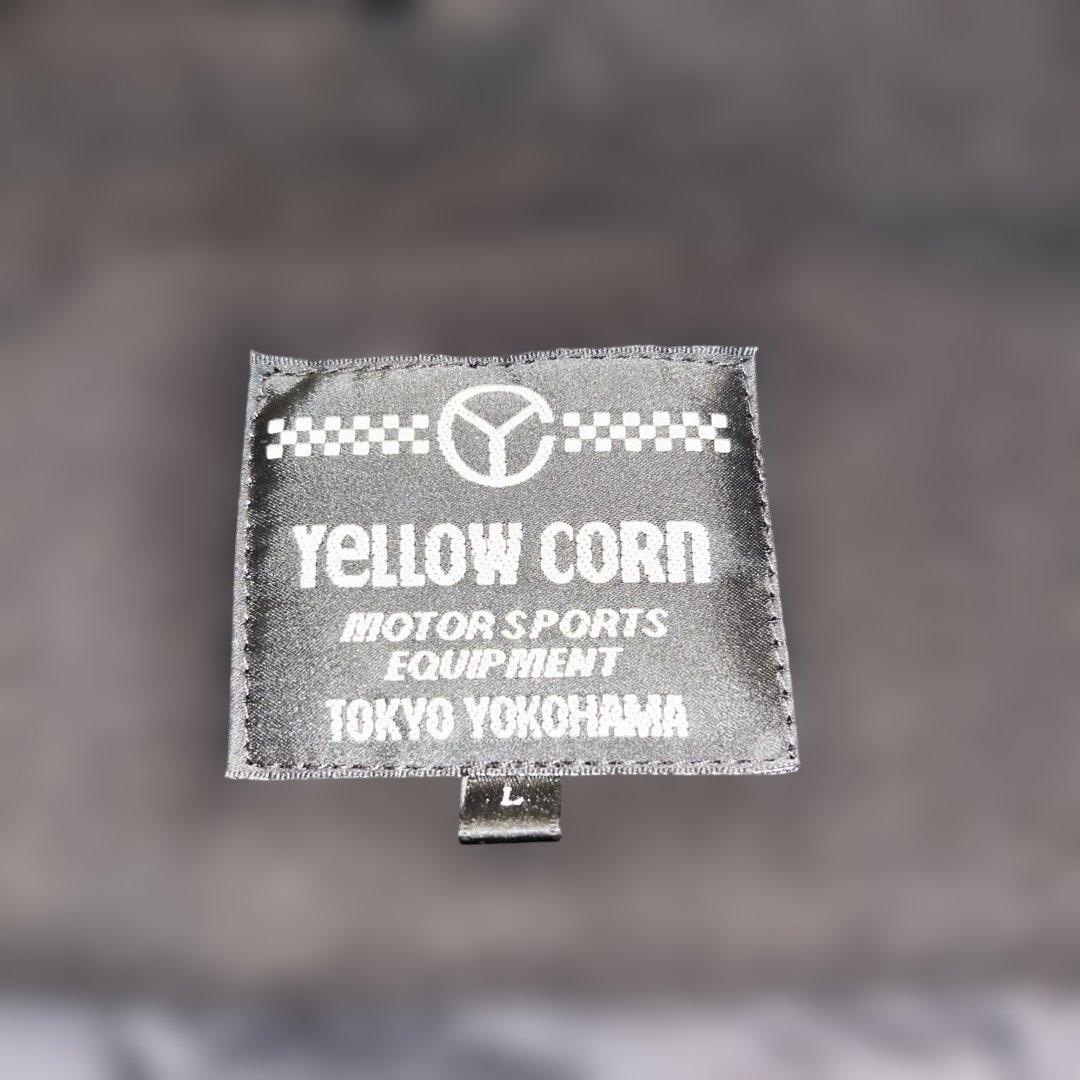 YeLLOW CORn
MOTOR SPORTS
EQUIPMENT
TOKYO YOKOHAMA
L